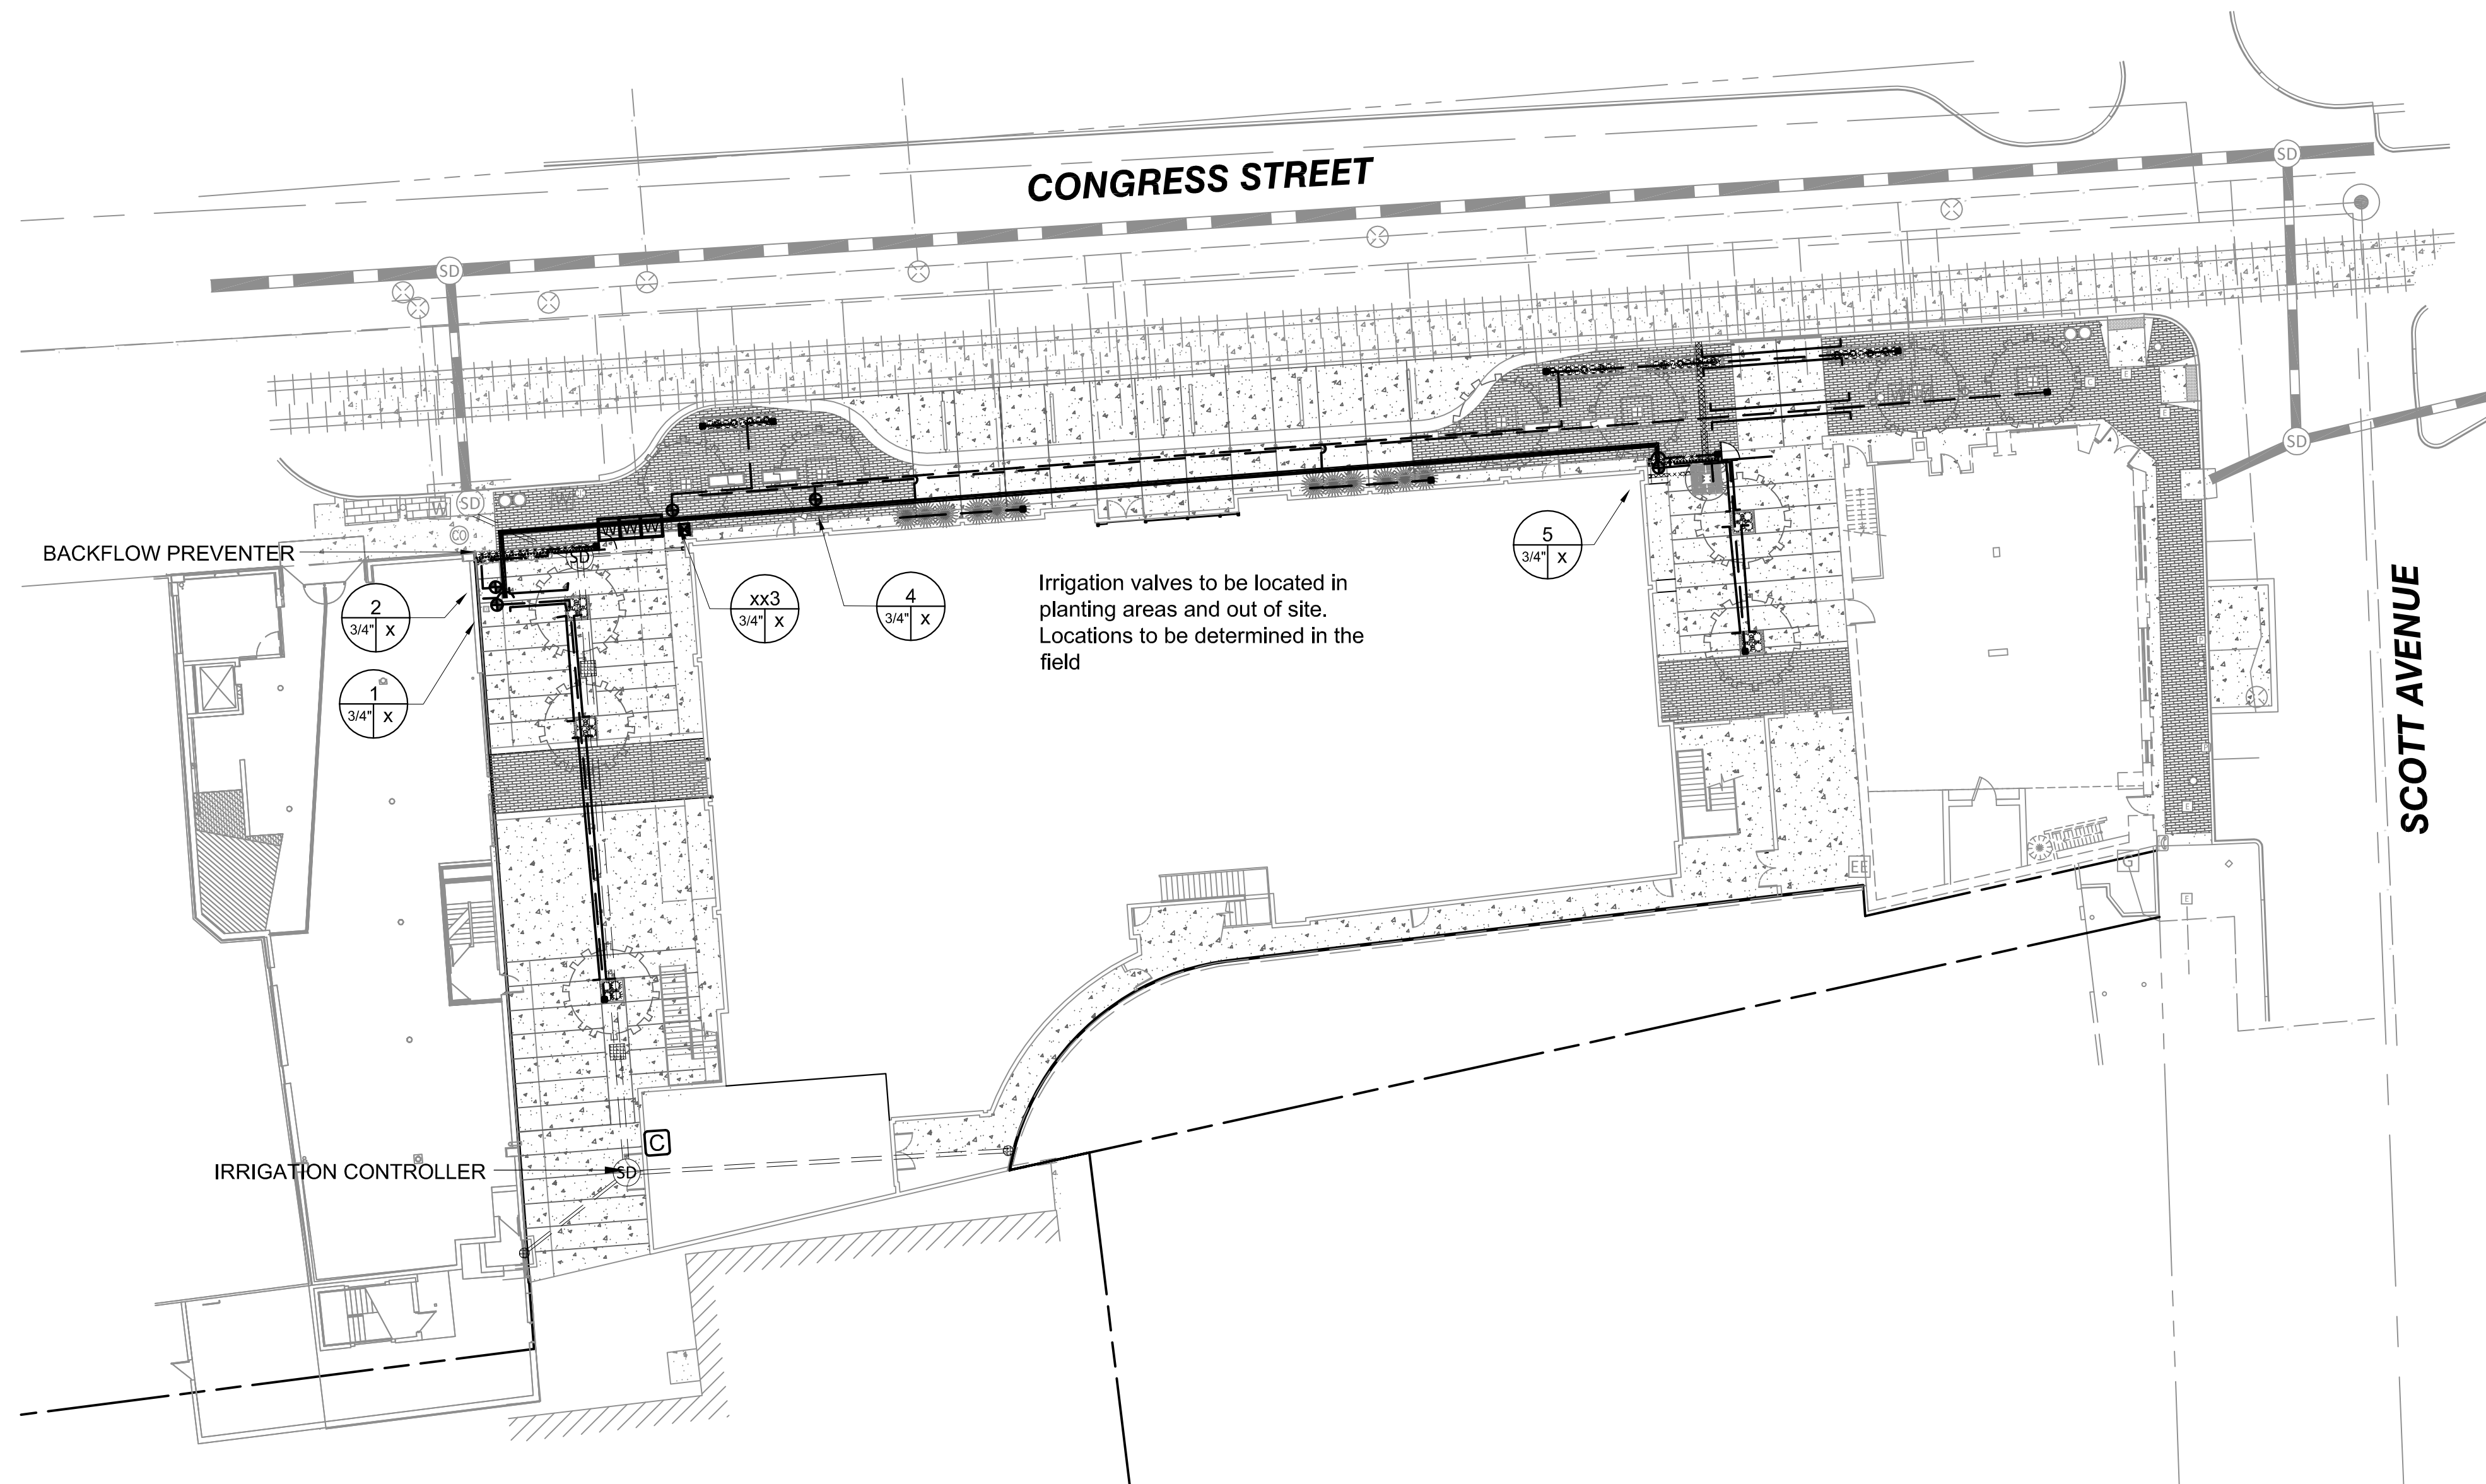 CONGRESS STREET
SD
SD
SD
W
SD
CO
BACKFLOW PREVENTER
W W W
SD
2
3/4" x
1
3/4" x
xx3
3/4" x
4
3/4" x
Irrigation valves to be located in
planting areas and out of site.
Locations to be determined in the
field
5
3/4" x
SCOTT AVENUE
E
E
EE
G
E
C
IRRIGATION CONTROLLER
SD